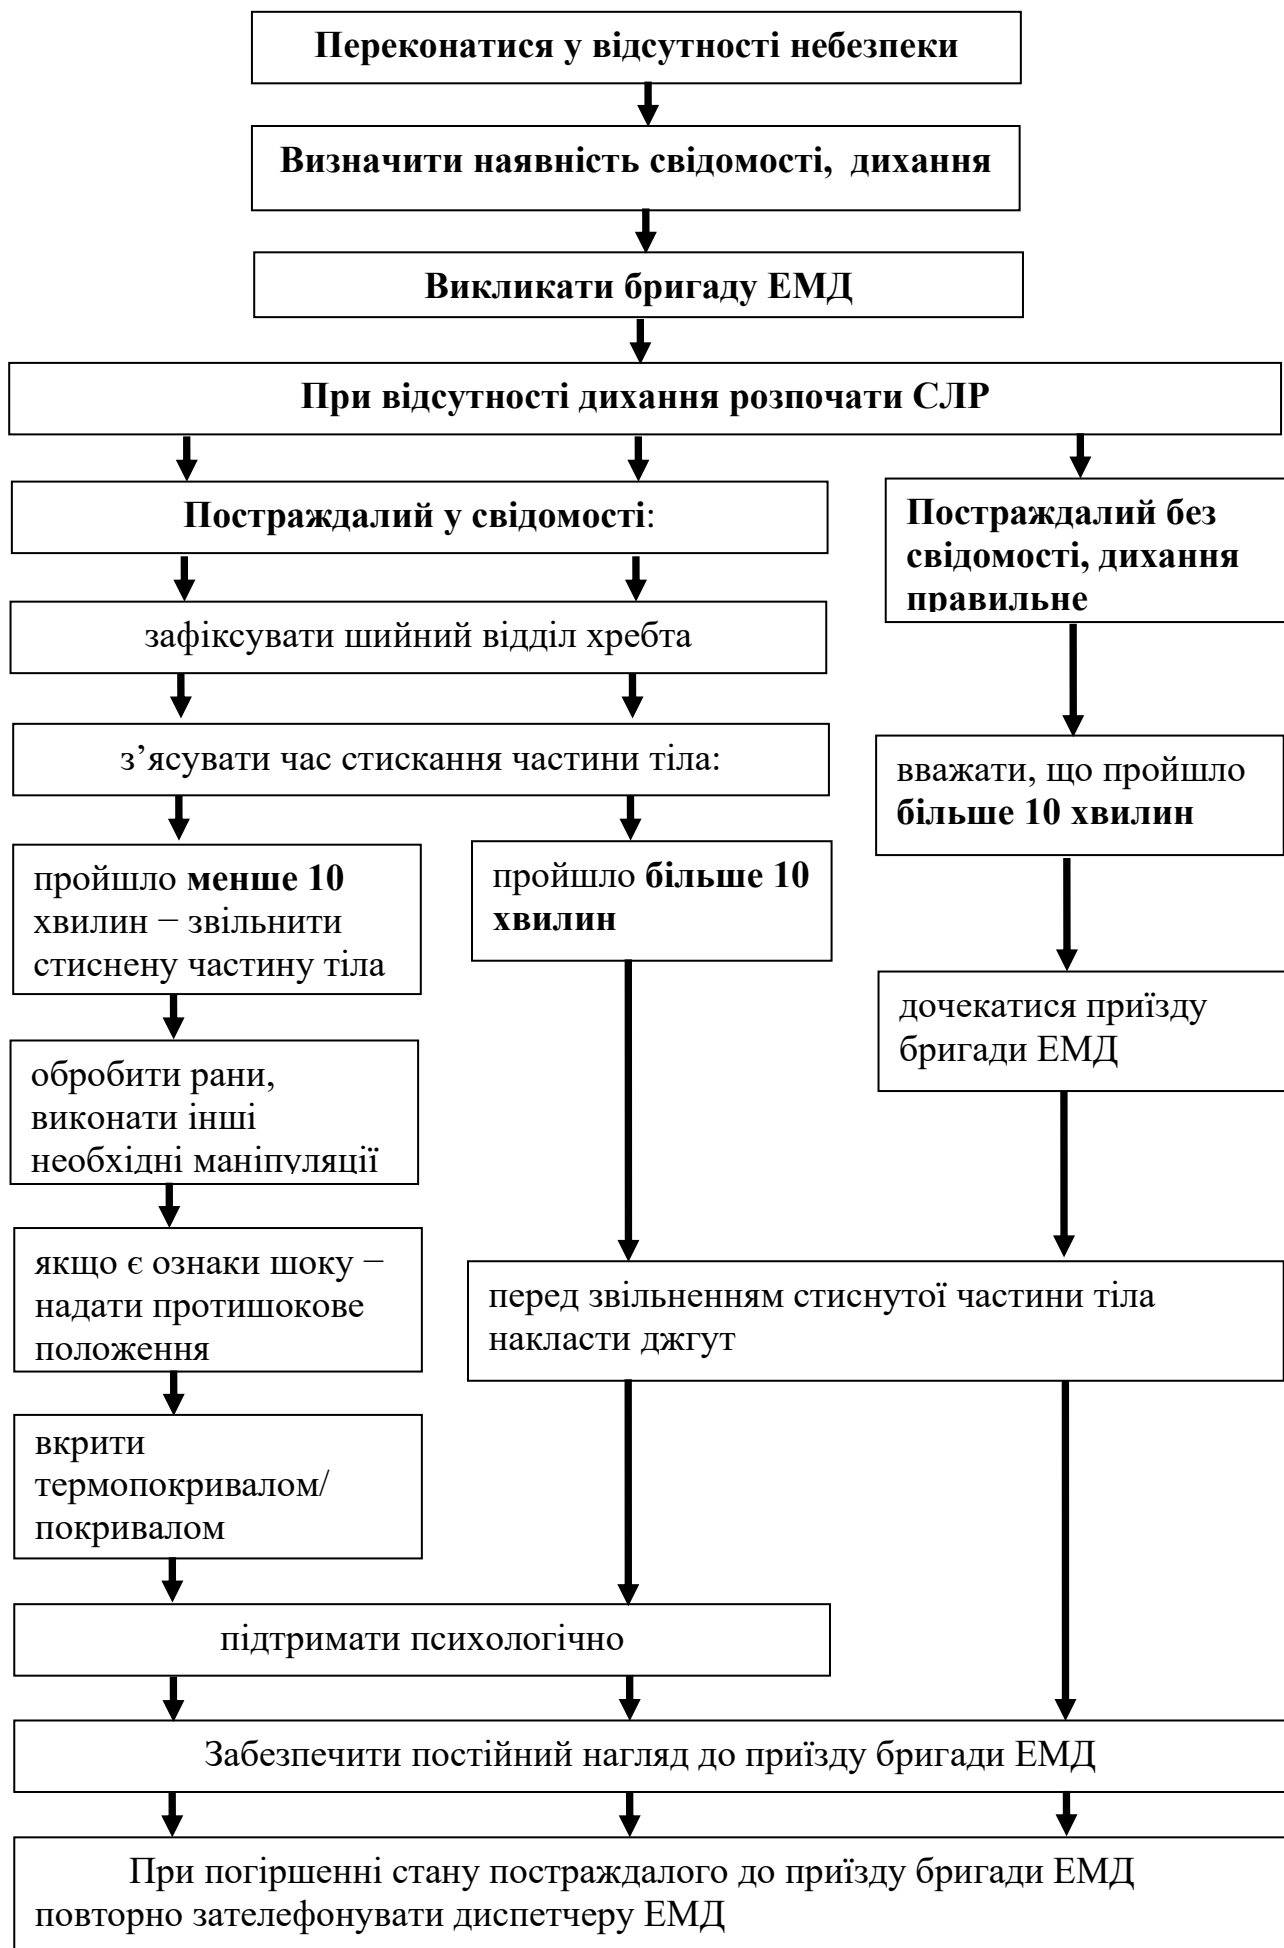 Переконатися у відсутності небезпеки
Визначити наявність свідомості, дихання
Викликати бригаду ЕМД
При відсутності дихання розпочати СЛР
Постраждалий у свідомості:
Постраждалий без
свідомості, дихання
правильне
зафіксувати шийний відділ хребта
з’ясувати час стискання частини тіла:
вважати, що пройшло
більше 10 хвилин
пройшло менше 10
хвилин – звільнити
стиснену частину тіла
пройшло більше 10
хвилин
дочекатися приїзду
бригади ЕМД
обробити рани,
виконати інші
необхідні маніпуляції
якщо є ознаки шоку –
надати протишокове
положення
перед звільненням стиснутої частини тіла
накласти джгут
вкрити
термопокривалом/
покривалом
підтримати психологічно
Забезпечити постійний нагляд до приїзду бригади ЕМД
При погіршенні стану постраждалого до приїзду бригади ЕМД
повторно зателефонувати диспетчеру ЕМД